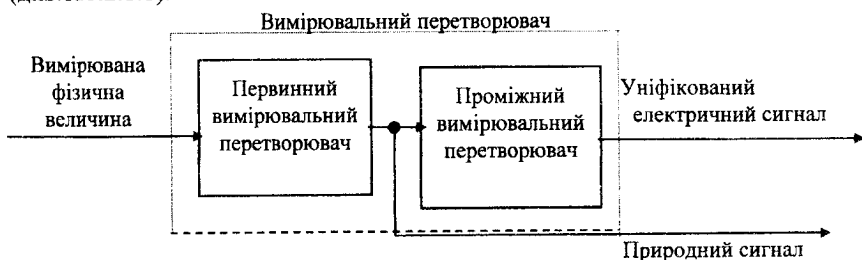 Вимірювальний перетворювач
Вимірювана
фізична
величина
Первинний
вимірювальний
перетворювач
Проміжний
вимірювальний
перетворювач
Уніфікований
електричний сигнал
Природний сигнал